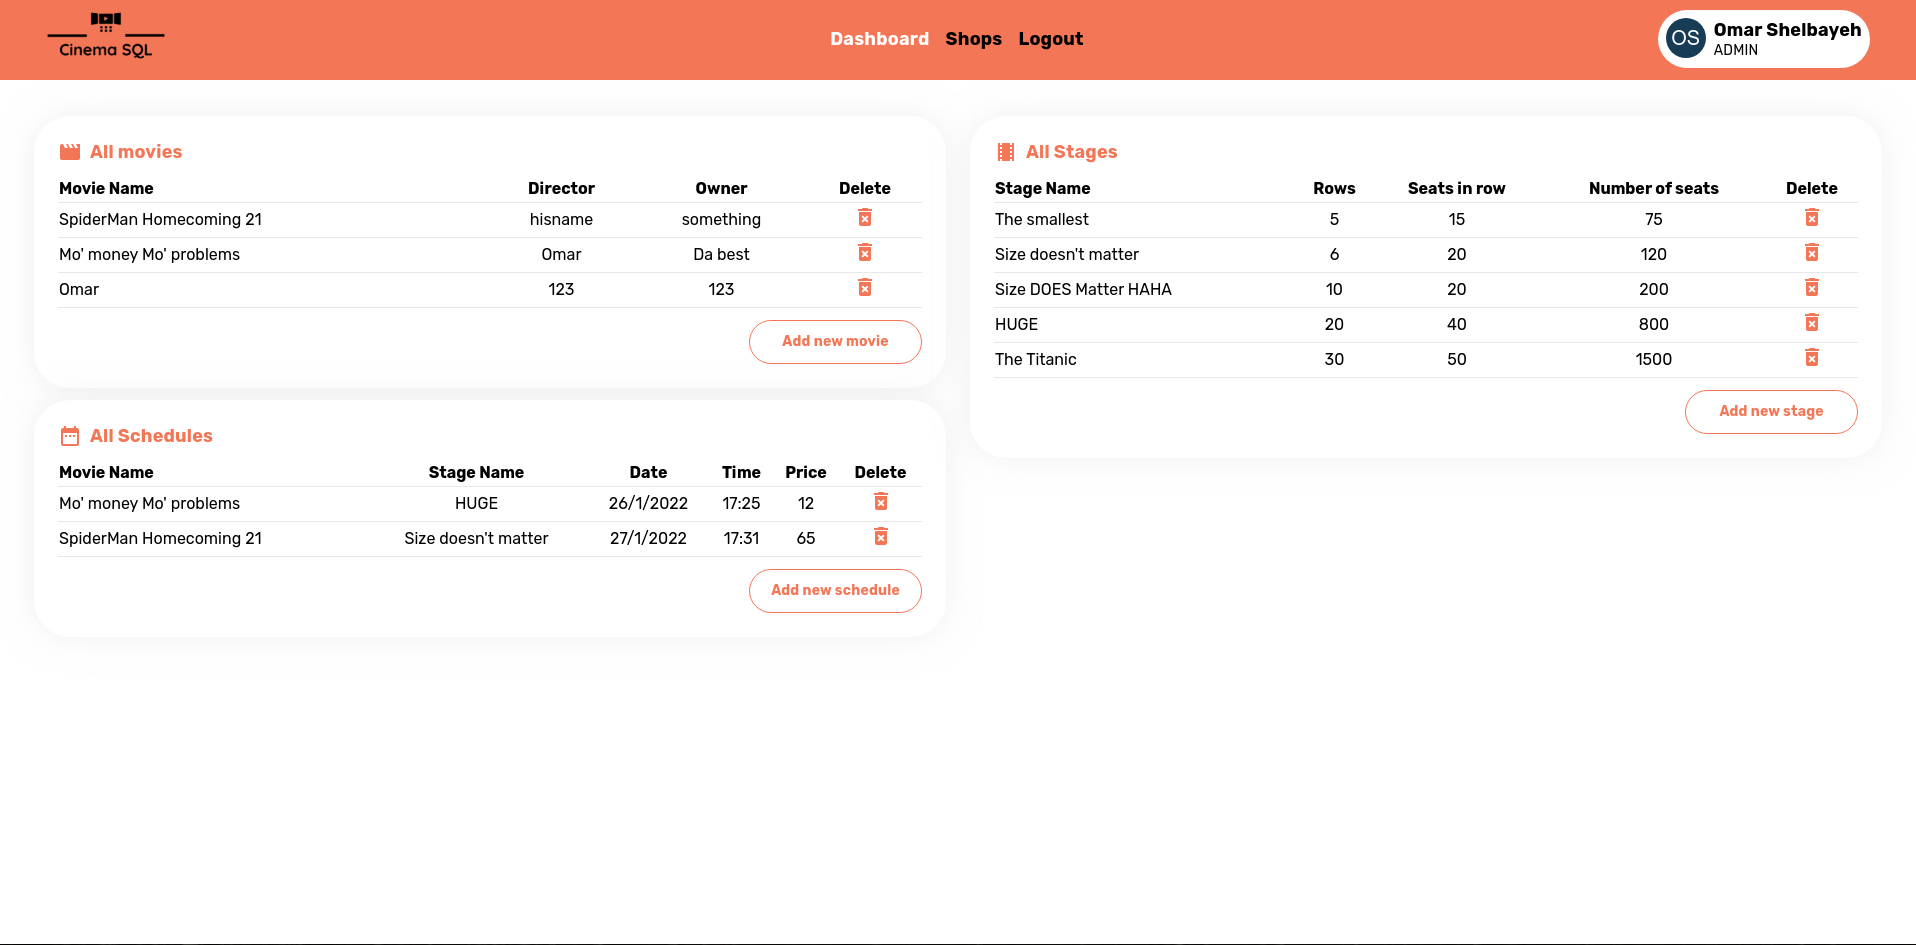 Cinema SQL
Dashboard Shops Logout
OS Omar Shelbayeh
ADMIN
All movies
Movie Name Director Owner Delete
SpiderMan Homecoming 21 hisname something
Mo' money Mo' problems Omar Da best
Omar 123 123
Add new movie
All Schedules
Movie Name Stage Name Date Time Price Delete
Mo' money Mo' problems HUGE 26/1/2022 17:25 12
SpiderMan Homecoming 21 Size doesn't matter 27/1/2022 17:31 65
Add new schedule
All Stages
Stage Name Rows Seats in row Number of seats Delete
The smallest 5 15 75
Size doesn't matter 6 20 120
Size DOES Matter HAHA 10 20 200
HUGE 20 40 800
The Titanic 30 50 1500
Add new stage